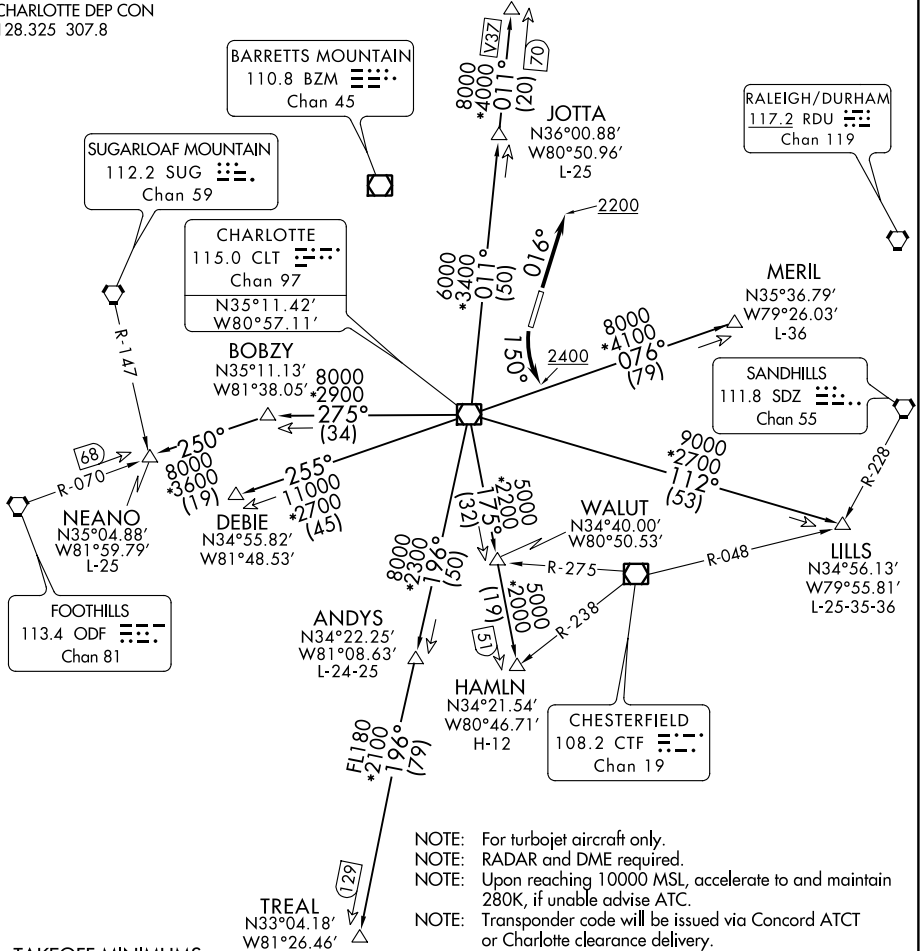 CHARLOTTE DEP CON
128.325 307.8
BARRETTS MOUNTAIN
110.8 BZM
Chan 45
SUGARLOAF MOUNTAIN
112.2 SUG
Chan 59
RALEIGH/DURHAM
117.2 RDU
Chan 119
V37
70
8000
*4000
011°
(20)
JOTTA
N36°00.88'
W80°50.96'
L-25
CHARLOTTE
115.0 CLT
Chan 97
N35°11.42'
W80°57.11'
6000
*3400
011°
(50)
2200
016°
150°
2400
MERIL
N35°36.79'
W79°26.03'
L-36
8000
*4100
076°
(79)
R-147
BOBZY
N35°11.13'
W81°38.05'
8000
*2900
275°
(34)
SANDHILLS
111.8 SDZ
Chan 55
R-228
250°
8000
*3600
(19)
68
R-070
NEANO
N35°04.88'
W81°59.79'
L-25
255°
11000
*2700
(45)
DEBIE
N34°55.82'
W81°48.53'
9000
*2700
112°
(53)
LILLS
N34°56.13'
W79°55.81'
L-25-35-36
5000
*2200
175°
(32)
WALUT
N34°40.00'
W80°50.53'
R-275
R-048
R-238
8000
*2300
196°
(50)
5000
*2000
(19)
51
FOOTHILLS
113.4 ODF
Chan 81
ANDYS
N34°22.25'
W81°08.63'
L-24-25
HAMLN
N34°21.54'
W80°46.71'
H-12
CHESTERFIELD
108.2 CTF
Chan 19
FL180
*2100
196°
(79)
129
TREAL
N33°04.18'
W81°26.46'
NOTE: For turbojet aircraft only.
NOTE: RADAR and DME required.
NOTE: Upon reaching 10000 MSL, accelerate to and maintain
280K, if unable advise ATC.
NOTE: Transponder code will be issued via Concord ATCT
or Charlotte clearance delivery.
TAKEOFF MINIMUMS